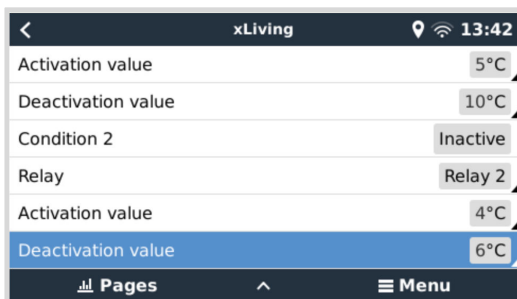 xLiving 13:42
Activation value 5°C
Deactivation value 10°C
Condition 2 Inactive
Relay Relay 2
Activation value 4°C
Deactivation value 6°C
Pages Menu